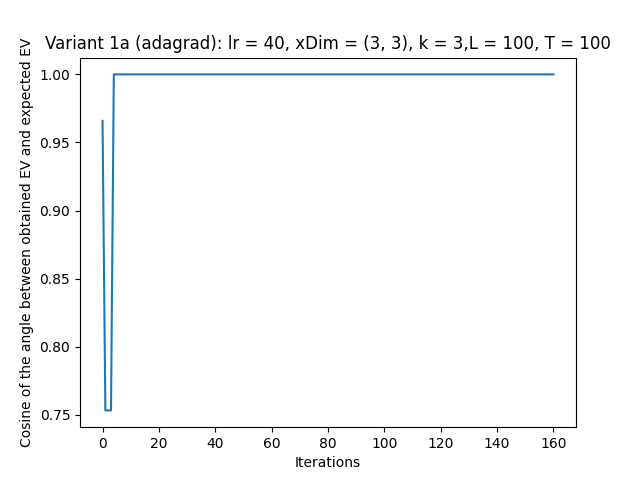 Variant 1a (adagrad): lr = 40, xDim = (3, 3), k = 3,L = 100, T = 100
Cosine of the angle between obtained EV and expected EV
1.00
0.95
0.90
0.85
0.80
0.75
0 20 40 60 80 100 120 140 160
Iterations